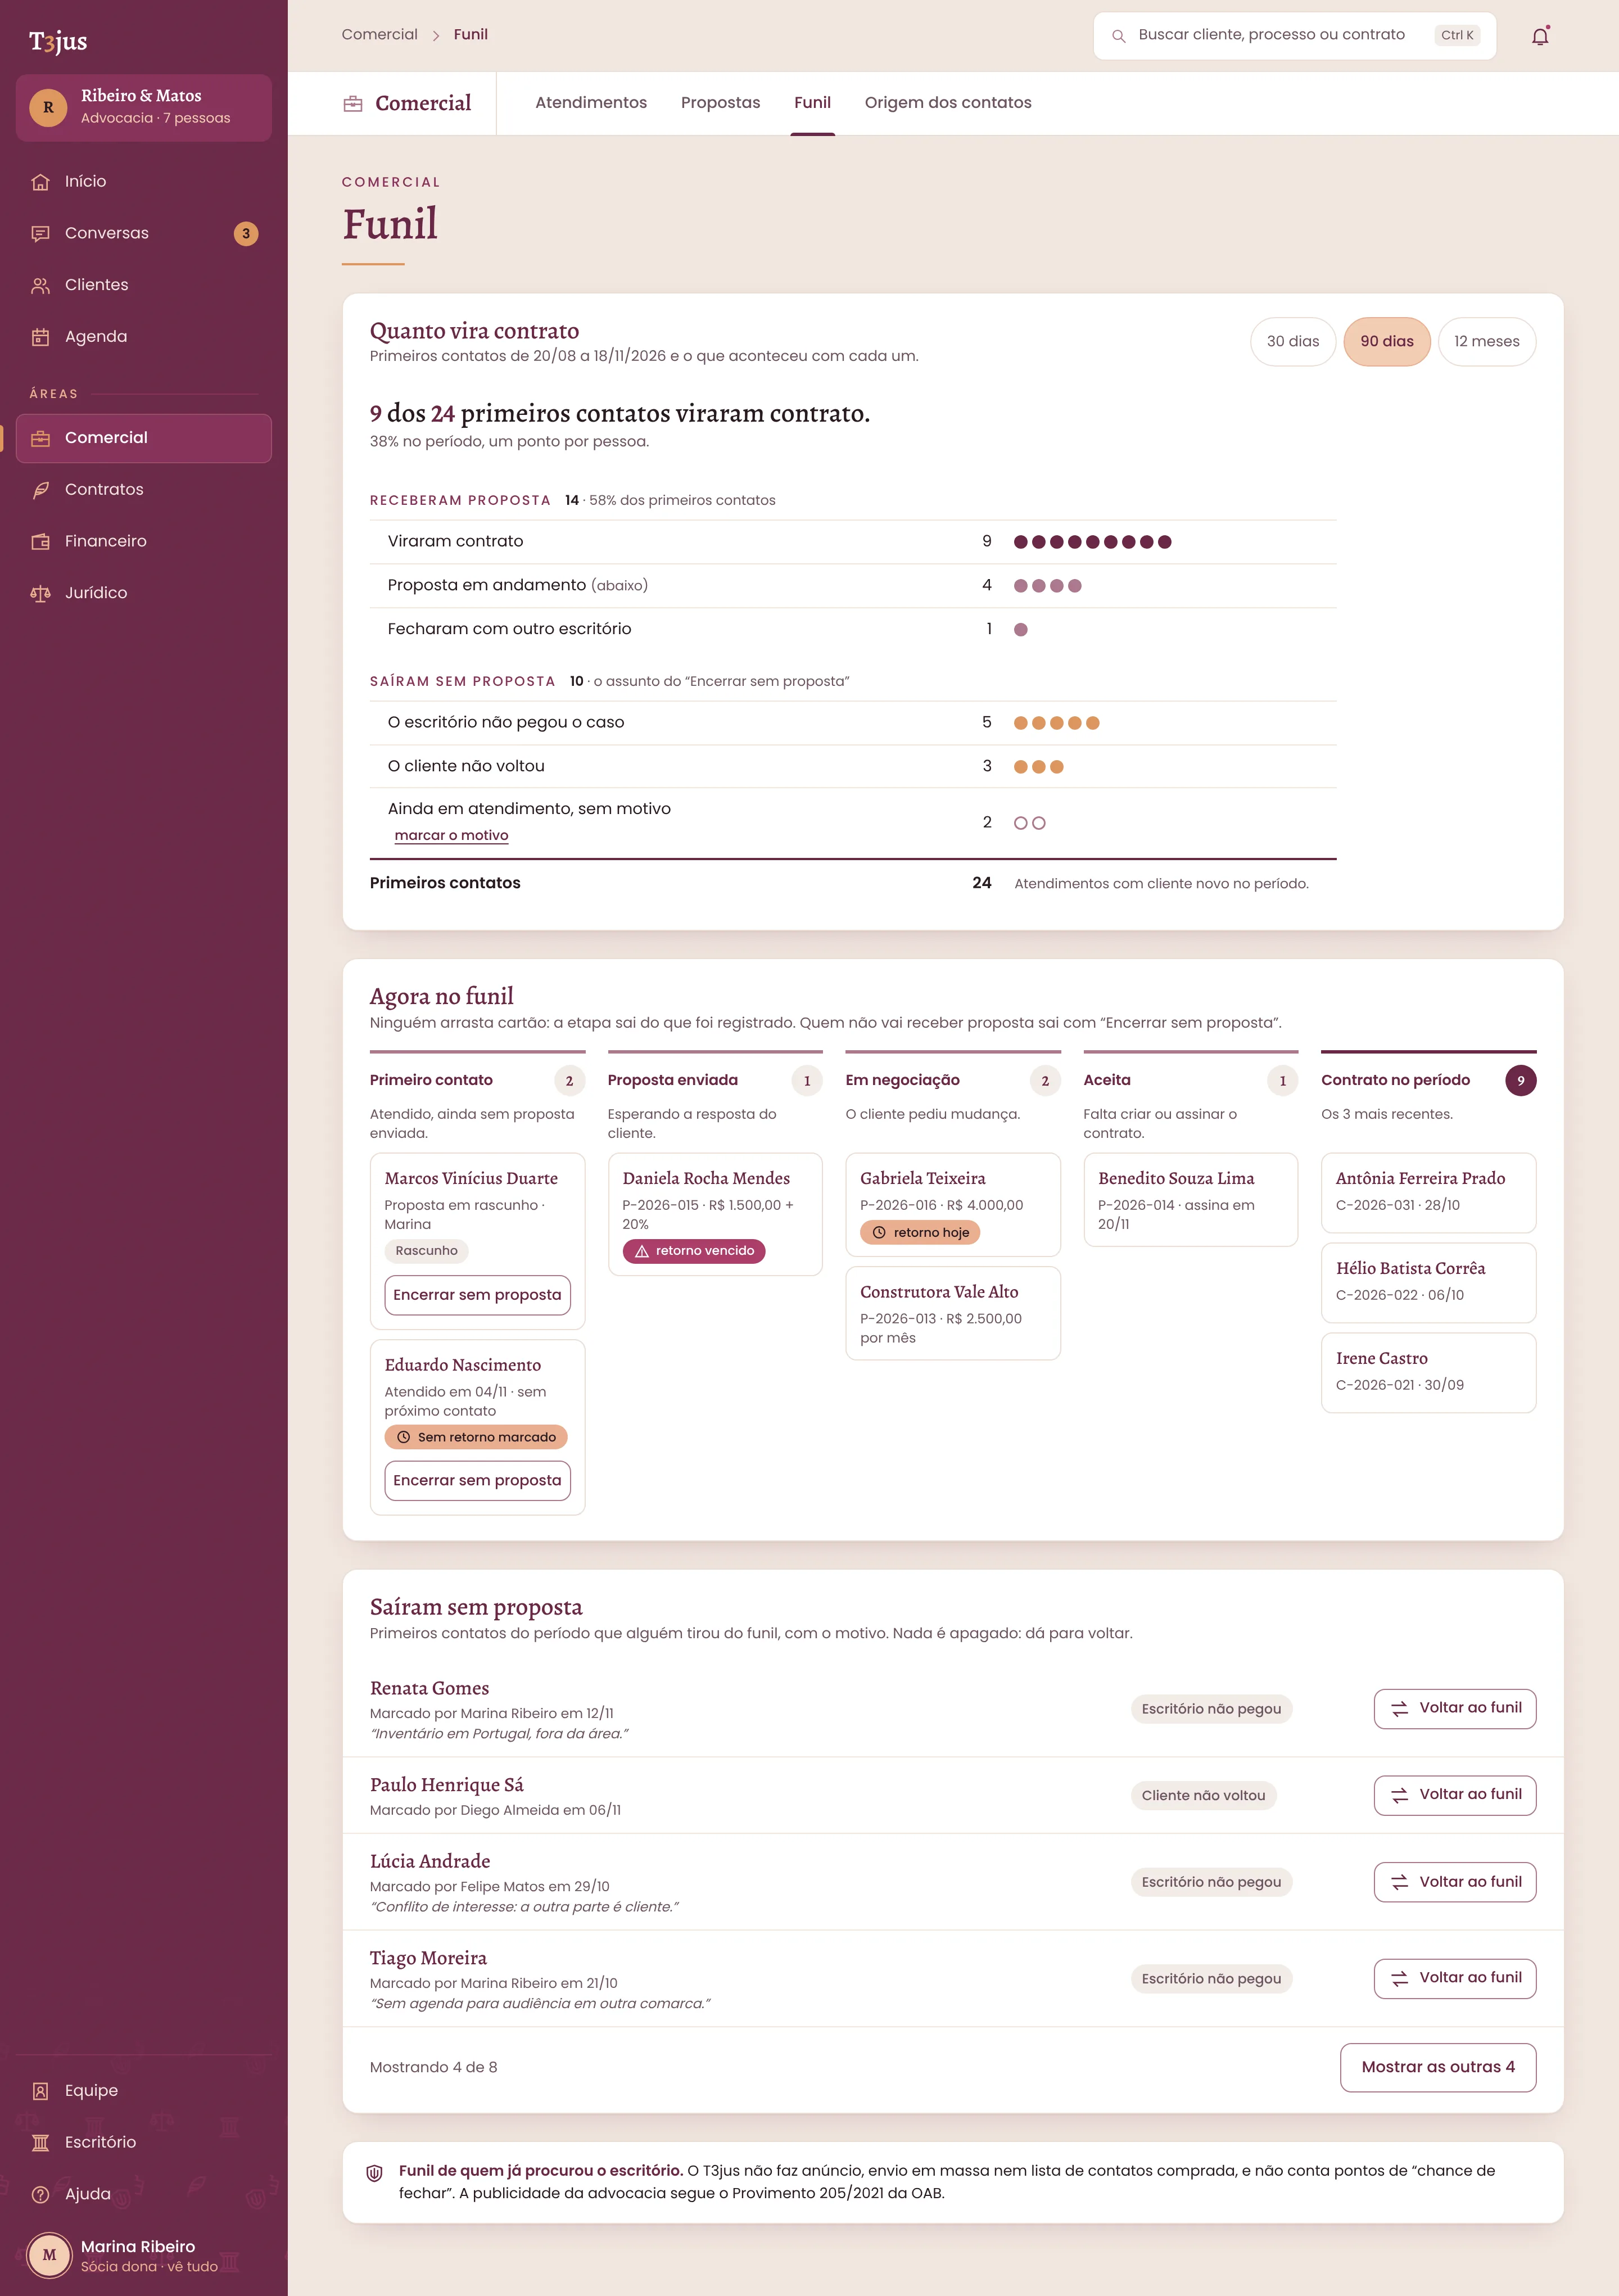 T3jus
R
Ribeiro & Matos
Advocacia · 7 pessoas
Início
Conversas
3
Clientes
Agenda
ÁREAS
Comercial
Contratos
Financeiro
Jurídico
Equipe
Escritório
Ajuda
M
Marina Ribeiro
Sócia dona · vê tudo
Comercial
Funil
Buscar cliente, processo ou contrato
Ctrl K
Comercial
Atendimentos
Propostas
Funil
Origem dos contatos
COMERCIAL
Funil
Quanto vira contrato
Primeiros contatos de 20/08 a 18/11/2026 e o que aconteceu com cada um.
30 dias
90 dias
12 meses
9 dos 24 primeiros contatos viraram contrato.
38% no período, um ponto por pessoa.
RECEBERAM PROPOSTA 14 · 58% dos primeiros contatos
Viraram contrato 9
Proposta em andamento (abaixo) 4
Fecharam com outro escritório 1
SAÍRAM SEM PROPOSTA 10 · o assunto do “Encerrar sem proposta”
O escritório não pegou o caso 5
O cliente não voltou 3
Ainda em atendimento, sem motivo
marcar o motivo
2
Primeiros contatos 24 Atendimentos com cliente novo no período.
Agora no funil
Ninguém arrasta cartão: a etapa sai do que foi registrado. Quem não vai receber proposta sai com “Encerrar sem proposta”.
Primeiro contato 2
Atendido, ainda sem proposta
enviada.
Marcos Vinícius Duarte
Proposta em rascunho ·
Marina
Rascunho
Encerrar sem proposta
Eduardo Nascimento
Atendido em 04/11 · sem
próximo contato
Sem retorno marcado
Encerrar sem proposta
Proposta enviada 1
Esperando a resposta do
cliente.
Daniela Rocha Mendes
P-2026-015 · R$ 1.500,00 +
20%
retorno vencido
Em negociação 2
O cliente pediu mudança.
Gabriela Teixeira
P-2026-016 · R$ 4.000,00
retorno hoje
Construtora Vale Alto
P-2026-013 · R$ 2.500,00
por mês
Aceita 1
Falta criar ou assinar o
contrato.
Benedito Souza Lima
P-2026-014 · assina em
20/11
Contrato no período 9
Os 3 mais recentes.
Antônia Ferreira Prado
C-2026-031 · 28/10
Hélio Batista Corrêa
C-2026-022 · 06/10
Irene Castro
C-2026-021 · 30/09
Saíram sem proposta
Primeiros contatos do período que alguém tirou do funil, com o motivo. Nada é apagado: dá para voltar.
Renata Gomes
Marcado por Marina Ribeiro em 12/11
“Inventário em Portugal, fora da área.”
Escritório não pegou
Voltar ao funil
Paulo Henrique Sá
Marcado por Diego Almeida em 06/11
Cliente não voltou
Voltar ao funil
Lúcia Andrade
Marcado por Felipe Matos em 29/10
“Conflito de interesse: a outra parte é cliente.”
Escritório não pegou
Voltar ao funil
Tiago Moreira
Marcado por Marina Ribeiro em 21/10
“Sem agenda para audiência em outra comarca.”
Escritório não pegou
Voltar ao funil
Mostrando 4 de 8
Mostrar as outras 4
Funil de quem já procurou o escritório. O T3jus não faz anúncio, envio em massa nem lista de contatos comprada, e não conta pontos de “chance de
fechar”. A publicidade da advocacia segue o Provimento 205/2021 da OAB.